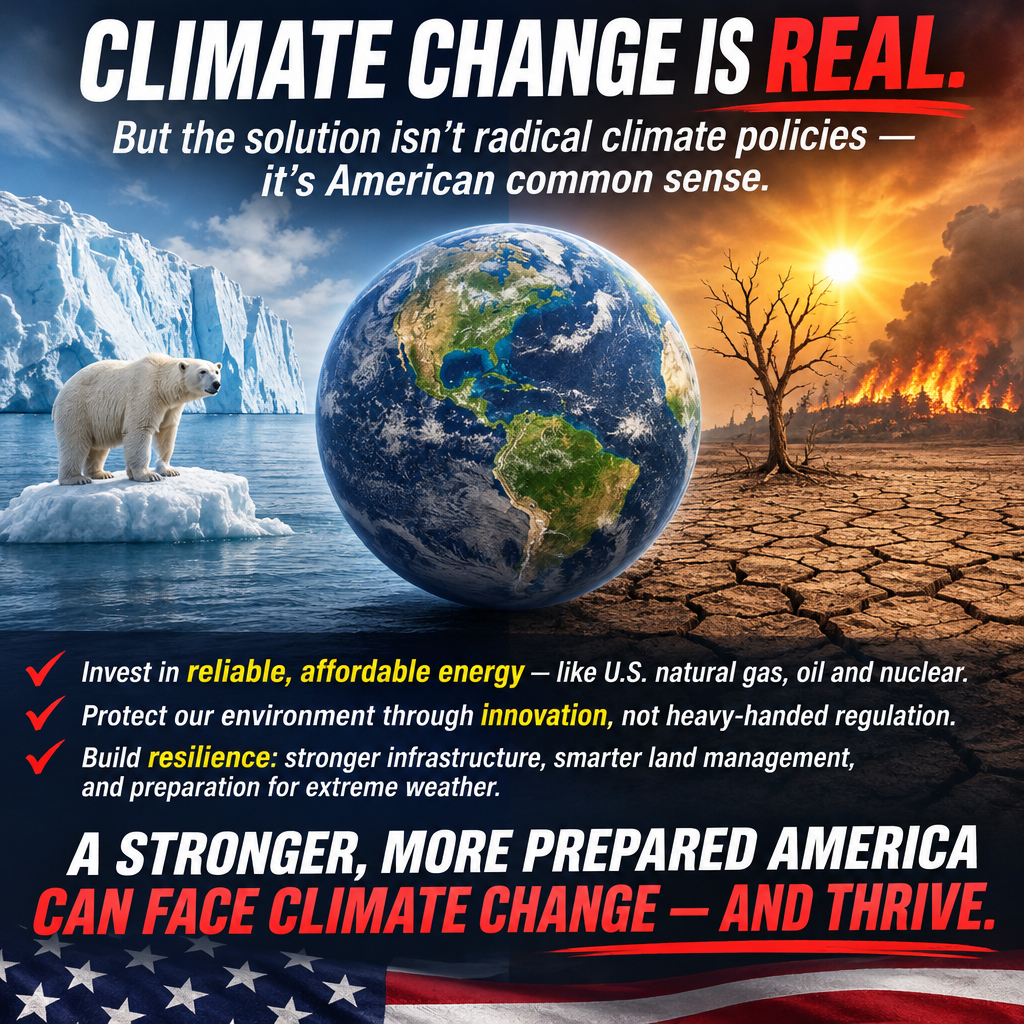 CLIMATE CHANGE IS REAL.
But the solution isn't radical climate policies —
it's American common sense.
Invest in reliable, affordable energy – like U.S. natural gas, oil and nuclear.
Protect our environment through innovation, not heavy-handed regulation.
Build resilience: stronger infrastructure, smarter land management,
and preparation for extreme weather.
A STRONGER, MORE PREPARED AMERICA
CAN FACE CLIMATE CHANGE – AND THRIVE.